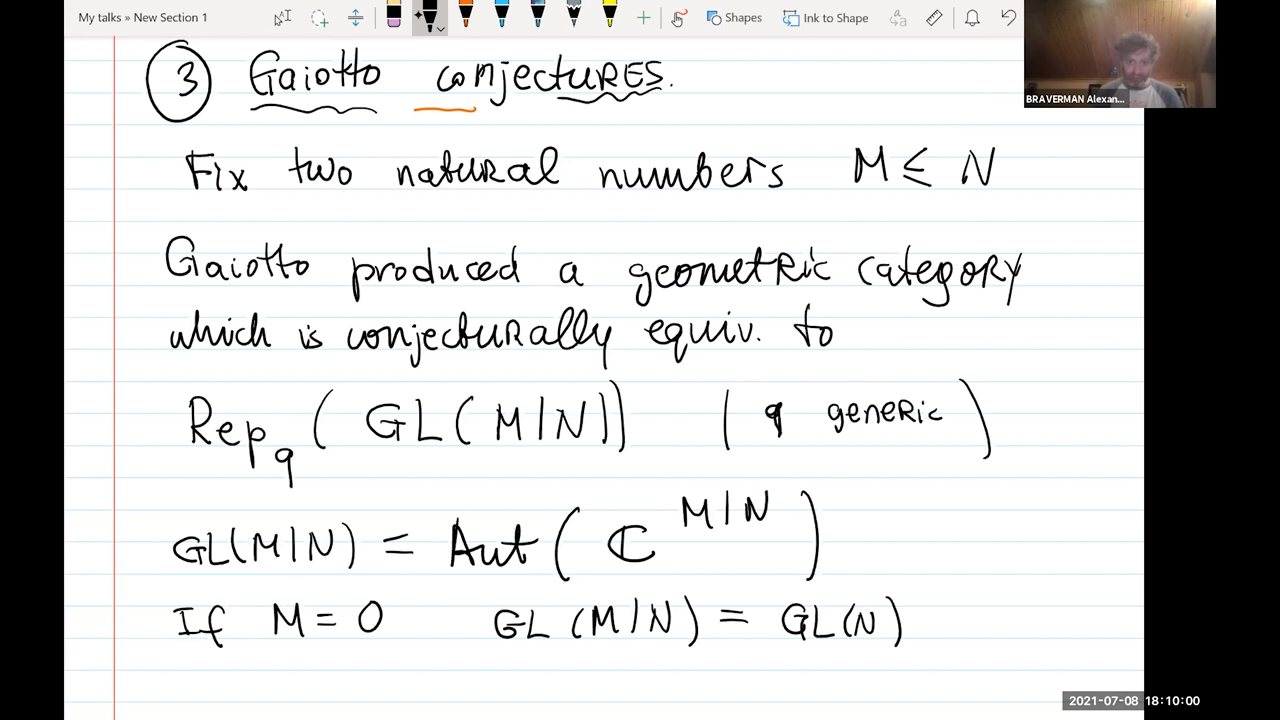 My talks » New Section 1
Shapes
Ink to Shape
BRAVERMAN Alexan...
3 Gaiotto conjectures.
Fix two natural numbers M ≤ N
Gaiotto produced a geometric category
which is conjecturally equiv. to
Rep_q (GL(M|N)) (q generic)
GL(M|N) = Aut(ℂ^{M|N})
If M = 0 GL(M|N) = GL(N)
2021-07-08 18:10:00